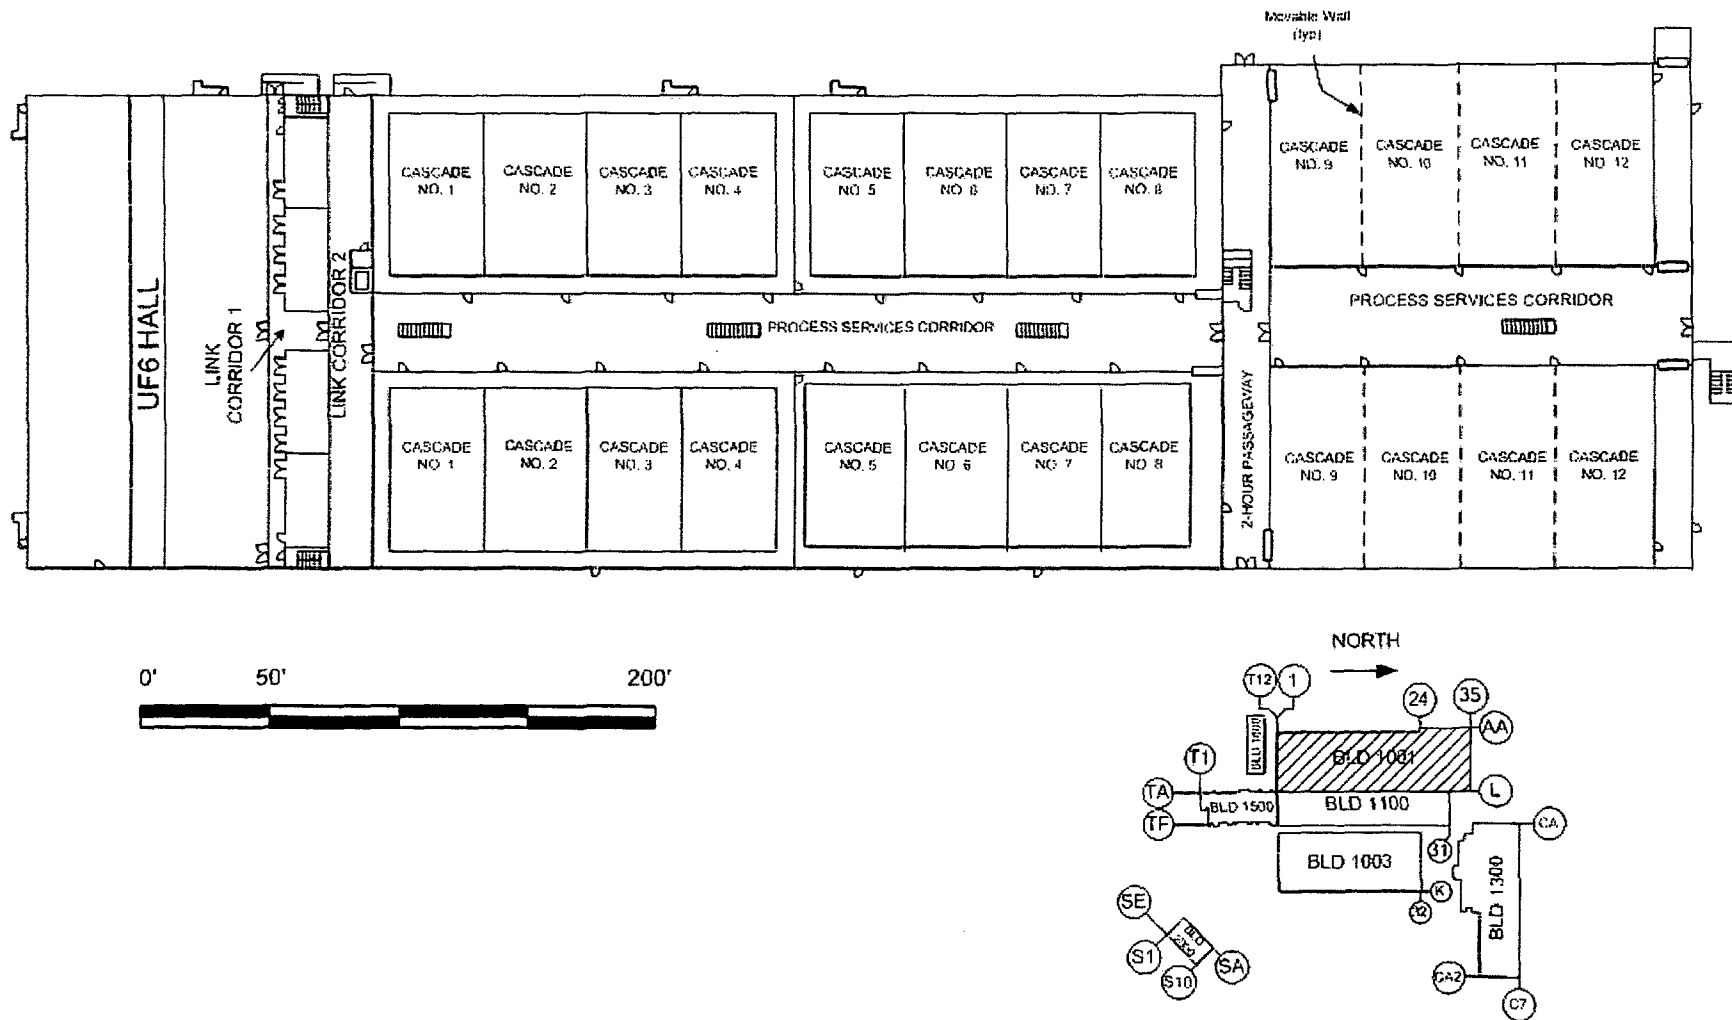 Movable Wall
(typ)
CASCADE
NO. 1
CASCADE
NO. 2
CASCADE
NO. 3
CASCADE
NO. 4
CASCADE
NO. 5
CASCADE
NO. 6
CASCADE
NO. 7
CASCADE
NO. 8
CASCADE
NO. 9
CASCADE
NO. 10
CASCADE
NO. 11
CASCADE
NO. 12
UF6 HALL
LINK
CORRIDOR 1
LINK CORRIDOR 2
PROCESS SERVICES CORRIDOR
2-HOUR PASSAGEWAY
PROCESS SERVICES CORRIDOR
CASCADE
NO. 1
CASCADE
NO. 2
CASCADE
NO. 3
CASCADE
NO. 4
CASCADE
NO. 5
CASCADE
NO. 6
CASCADE
NO. 7
CASCADE
NO. 8
CASCADE
NO. 9
CASCADE
NO. 10
CASCADE
NO. 11
CASCADE
NO. 12
0'
50'
200'
NORTH
T12
1
24
35
AA
BLD 1001
T1
TA
BLD 1500
BLD 1100
L
TF
CA
31
BLD 1003
K
BLD 1300
SE
BLD
S1
S10
SA
CA2
C7